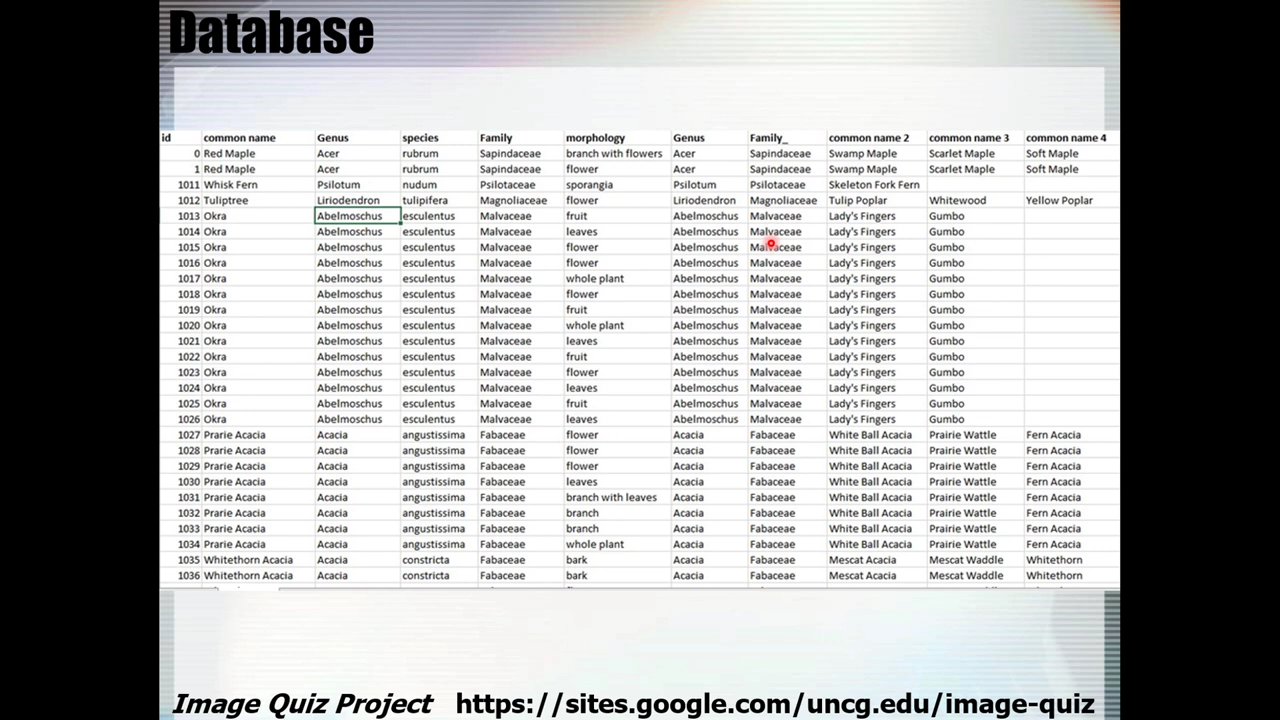 Database
id common name Genus species Family morphology Genus Family_ common name 2 common name 3 common name 4
0 Red Maple Acer rubrum Sapindaceae branch with flowers Acer Sapindaceae Swamp Maple Scarlet Maple Soft Maple
1 Red Maple Acer rubrum Sapindaceae flower Acer Sapindaceae Swamp Maple Scarlet Maple Soft Maple
1011 Whisk Fern Psilotum nudum Psilotaceae sporangia Psilotum Psilotaceae Skeleton Fork Fern
1012 Tuliptree Liriodendron tulipifera Magnoliaceae flower Liriodendron Magnoliaceae Tulip Poplar Whitewood Yellow Poplar
1013 Okra Abelmoschus esculentus Malvaceae fruit Abelmoschus Malvaceae Lady's Fingers Gumbo
1014 Okra Abelmoschus esculentus Malvaceae leaves Abelmoschus Malvaceae Lady's Fingers Gumbo
1015 Okra Abelmoschus esculentus Malvaceae flower Abelmoschus Malvaceae Lady's Fingers Gumbo
1016 Okra Abelmoschus esculentus Malvaceae flower Abelmoschus Malvaceae Lady's Fingers Gumbo
1017 Okra Abelmoschus esculentus Malvaceae whole plant Abelmoschus Malvaceae Lady's Fingers Gumbo
1018 Okra Abelmoschus esculentus Malvaceae flower Abelmoschus Malvaceae Lady's Fingers Gumbo
1019 Okra Abelmoschus esculentus Malvaceae fruit Abelmoschus Malvaceae Lady's Fingers Gumbo
1020 Okra Abelmoschus esculentus Malvaceae whole plant Abelmoschus Malvaceae Lady's Fingers Gumbo
1021 Okra Abelmoschus esculentus Malvaceae leaves Abelmoschus Malvaceae Lady's Fingers Gumbo
1022 Okra Abelmoschus esculentus Malvaceae fruit Abelmoschus Malvaceae Lady's Fingers Gumbo
1023 Okra Abelmoschus esculentus Malvaceae flower Abelmoschus Malvaceae Lady's Fingers Gumbo
1024 Okra Abelmoschus esculentus Malvaceae leaves Abelmoschus Malvaceae Lady's Fingers Gumbo
1025 Okra Abelmoschus esculentus Malvaceae fruit Abelmoschus Malvaceae Lady's Fingers Gumbo
1026 Okra Abelmoschus esculentus Malvaceae leaves Abelmoschus Malvaceae Lady's Fingers Gumbo
1027 Prarie Acacia Acacia angustissima Fabaceae flower Acacia Fabaceae White Ball Acacia Prairie Wattle Fern Acacia
1028 Prarie Acacia Acacia angustissima Fabaceae flower Acacia Fabaceae White Ball Acacia Prairie Wattle Fern Acacia
1029 Prarie Acacia Acacia angustissima Fabaceae flower Acacia Fabaceae White Ball Acacia Prairie Wattle Fern Acacia
1030 Prarie Acacia Acacia angustissima Fabaceae leaves Acacia Fabaceae White Ball Acacia Prairie Wattle Fern Acacia
1031 Prarie Acacia Acacia angustissima Fabaceae branch with leaves Acacia Fabaceae White Ball Acacia Prairie Wattle Fern Acacia
1032 Prarie Acacia Acacia angustissima Fabaceae branch Acacia Fabaceae White Ball Acacia Prairie Wattle Fern Acacia
1033 Prarie Acacia Acacia angustissima Fabaceae branch Acacia Fabaceae White Ball Acacia Prairie Wattle Fern Acacia
1034 Prarie Acacia Acacia angustissima Fabaceae whole plant Acacia Fabaceae White Ball Acacia Prairie Wattle Fern Acacia
1035 Whitethorn Acacia Acacia constricta Fabaceae bark Acacia Fabaceae Mescat Acacia Mescat Waddle Whitethorn
1036 Whitethorn Acacia Acacia constricta Fabaceae bark Acacia Fabaceae Mescat Acacia Mescat Waddle Whitethorn
Image Quiz Project https://sites.google.com/uncg.edu/image-quiz